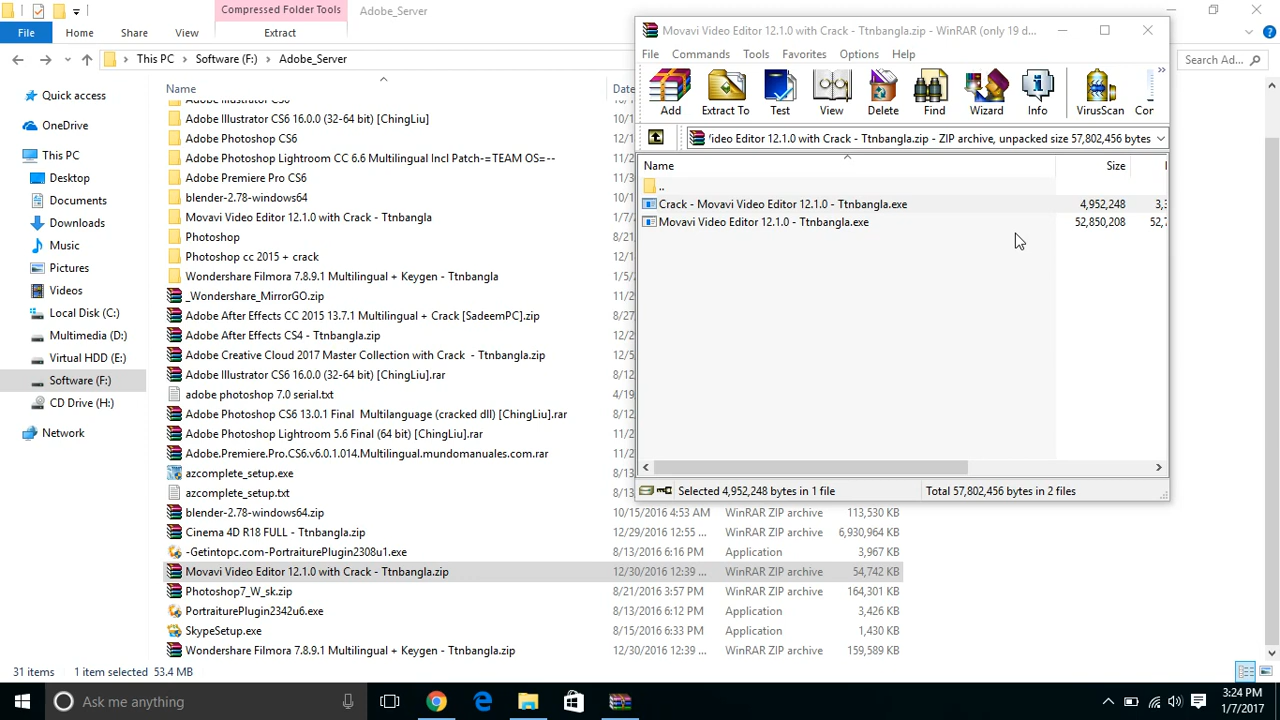 Compressed Folder Tools
Adobe_Server
File
Home
Share
View
Extract
This PC
Software (F:)
Adobe_Server
Search Ad...
Quick access
OneDrive
This PC
Desktop
Documents
Downloads
Music
Pictures
Videos
Local Disk (C:)
Multimedia (D:)
Virtual HDD (E:)
Software (F:)
CD Drive (H:)
Network
Name
Adobe Illustrator CS6
Adobe Illustrator CS6 16.0.0 (32-64 bit) [ChingLiu]
Adobe Photoshop CS6
Adobe Photoshop Lightroom CC 6.6 Multilingual Incl Patch-=TEAM OS=--
Adobe Premiere Pro CS6
blender-2.78-windows64
Movavi Video Editor 12.1.0 with Crack - Ttnbangla
Photoshop
Photoshop cc 2015 + crack
Wondershare Filmora 7.8.9.1 Multilingual + Keygen - Ttnbangla
_Wondershare_MirrorGO.zip
Adobe After Effects CC 2015 13.7.1 Multilingual + Crack [SadeemPC].zip
Adobe After Effects CS4 - Ttnbangla.zip
Adobe Creative Cloud 2017 Master Collection with Crack - Ttnbangla.zip
Adobe Illustrator CS6 16.0.0 (32-64 bit) [ChingLiu].rar
adobe photoshop 7.0 serial.txt
Adobe Photoshop CS6 13.0.1 Final Multilanguage (cracked dll) [ChingLiu].rar
Adobe Photoshop Lightroom 5.6 Final (64 bit) [ChingLiu].rar
Adobe.Premiere.Pro.CS6.v6.0.1.014.Multilingual.mundomanuales.com.rar
azcomplete_setup.exe
azcomplete_setup.txt
blender-2.78-windows64.zip 10/15/2016 4:53 AM WinRAR ZIP archive 113,530 KB
Cinema 4D R18 FULL - Ttnbangla.zip 12/29/2016 12:55 ... WinRAR ZIP archive 6,930,964 KB
-Getintopc.com-PortraiturePlugin2308u1.exe 8/13/2016 6:16 PM Application 3,967 KB
Movavi Video Editor 12.1.0 with Crack - Ttnbangla.zip 12/30/2016 12:39 ... WinRAR ZIP archive 54,742 KB
Photoshop7_W_sk.zip 8/21/2016 3:57 PM WinRAR ZIP archive 164,301 KB
PortraiturePlugin2342u6.exe 8/13/2016 6:12 PM Application 3,426 KB
SkypeSetup.exe 8/15/2016 6:33 PM Application 1,430 KB
Wondershare Filmora 7.8.9.1 Multilingual + Keygen - Ttnbangla.zip 12/30/2016 12:39 ... WinRAR ZIP archive 159,589 KB
31 items 1 item selected 53.4 MB
Movavi Video Editor 12.1.0 with Crack - Ttnbangla.zip - WinRAR (only 19 d...
File Commands Tools Favorites Options Help
Add Extract To Test View Delete Find Wizard Info VirusScan
ideo Editor 12.1.0 with Crack - Ttnbangla.zip - ZIP archive, unpacked size 57,802,456 bytes
Name Size
..
Crack - Movavi Video Editor 12.1.0 - Ttnbangla.exe 4,952,248
Movavi Video Editor 12.1.0 - Ttnbangla.exe 52,850,208
Selected 4,952,248 bytes in 1 file
Total 57,802,456 bytes in 2 files
Ask me anything
3:24 PM
1/7/2017